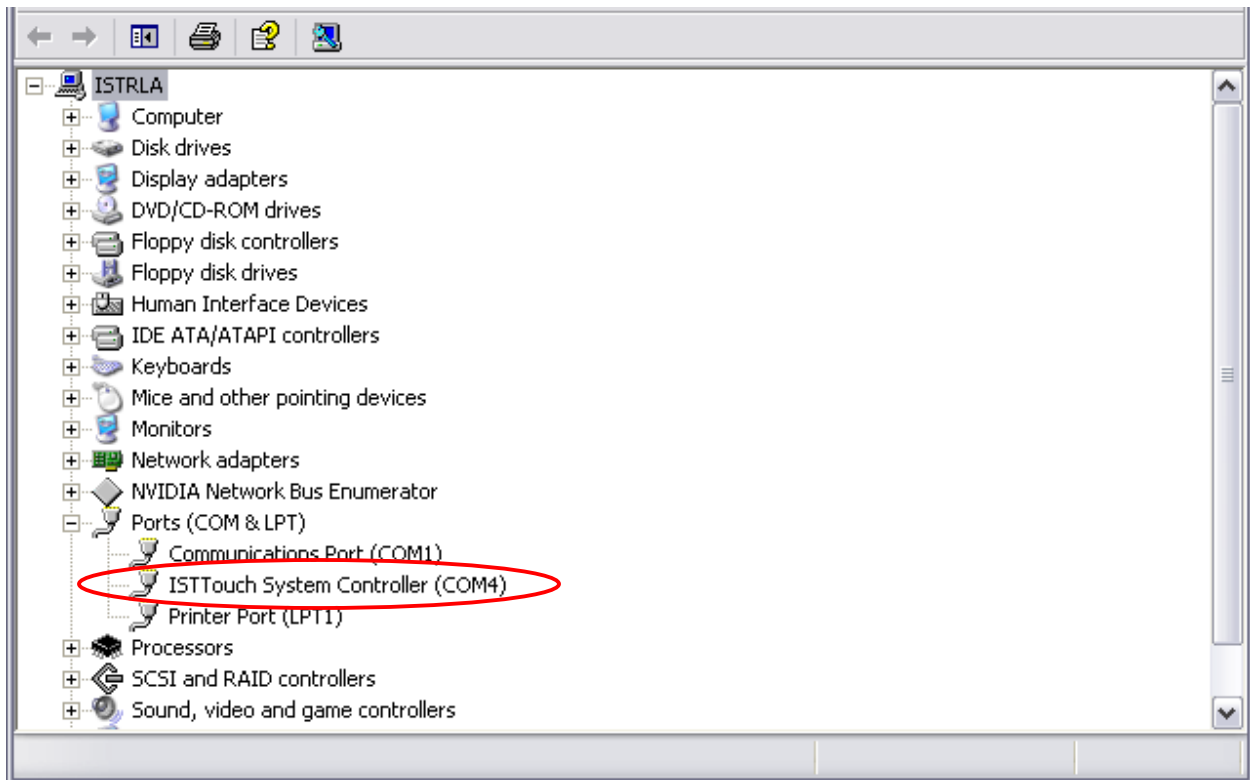 ISTRLA
Computer
Disk drives
Display adapters
DVD/CD-ROM drives
Floppy disk controllers
Floppy disk drives
Human Interface Devices
IDE ATA/ATAPI controllers
Keyboards
Mice and other pointing devices
Monitors
Network adapters
NVIDIA Network Bus Enumerator
Ports (COM & LPT)
Communications Port (COM1)
ISTTouch System Controller (COM4)
Printer Port (LPT1)
Processors
SCSI and RAID controllers
Sound, video and game controllers